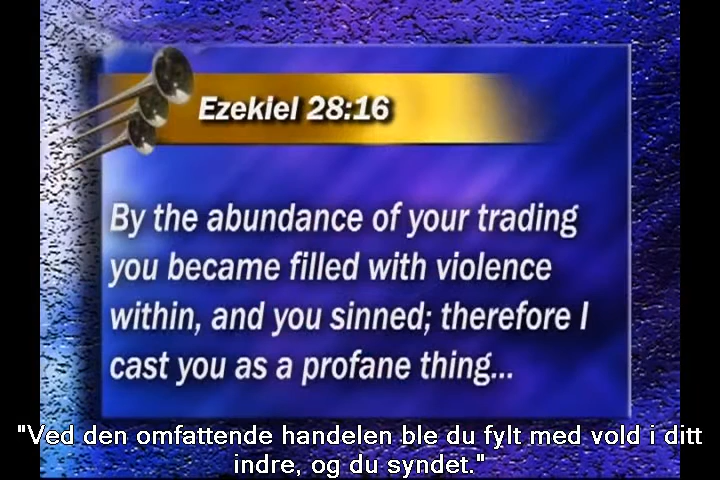 Ezekiel 28:16
By the abundance of your trading
you became filled with violence
within, and you sinned; therefore I
cast you as a profane thing...
"Ved den omfattende handelen ble du fylt med vold i ditt
indre, og du syndet."